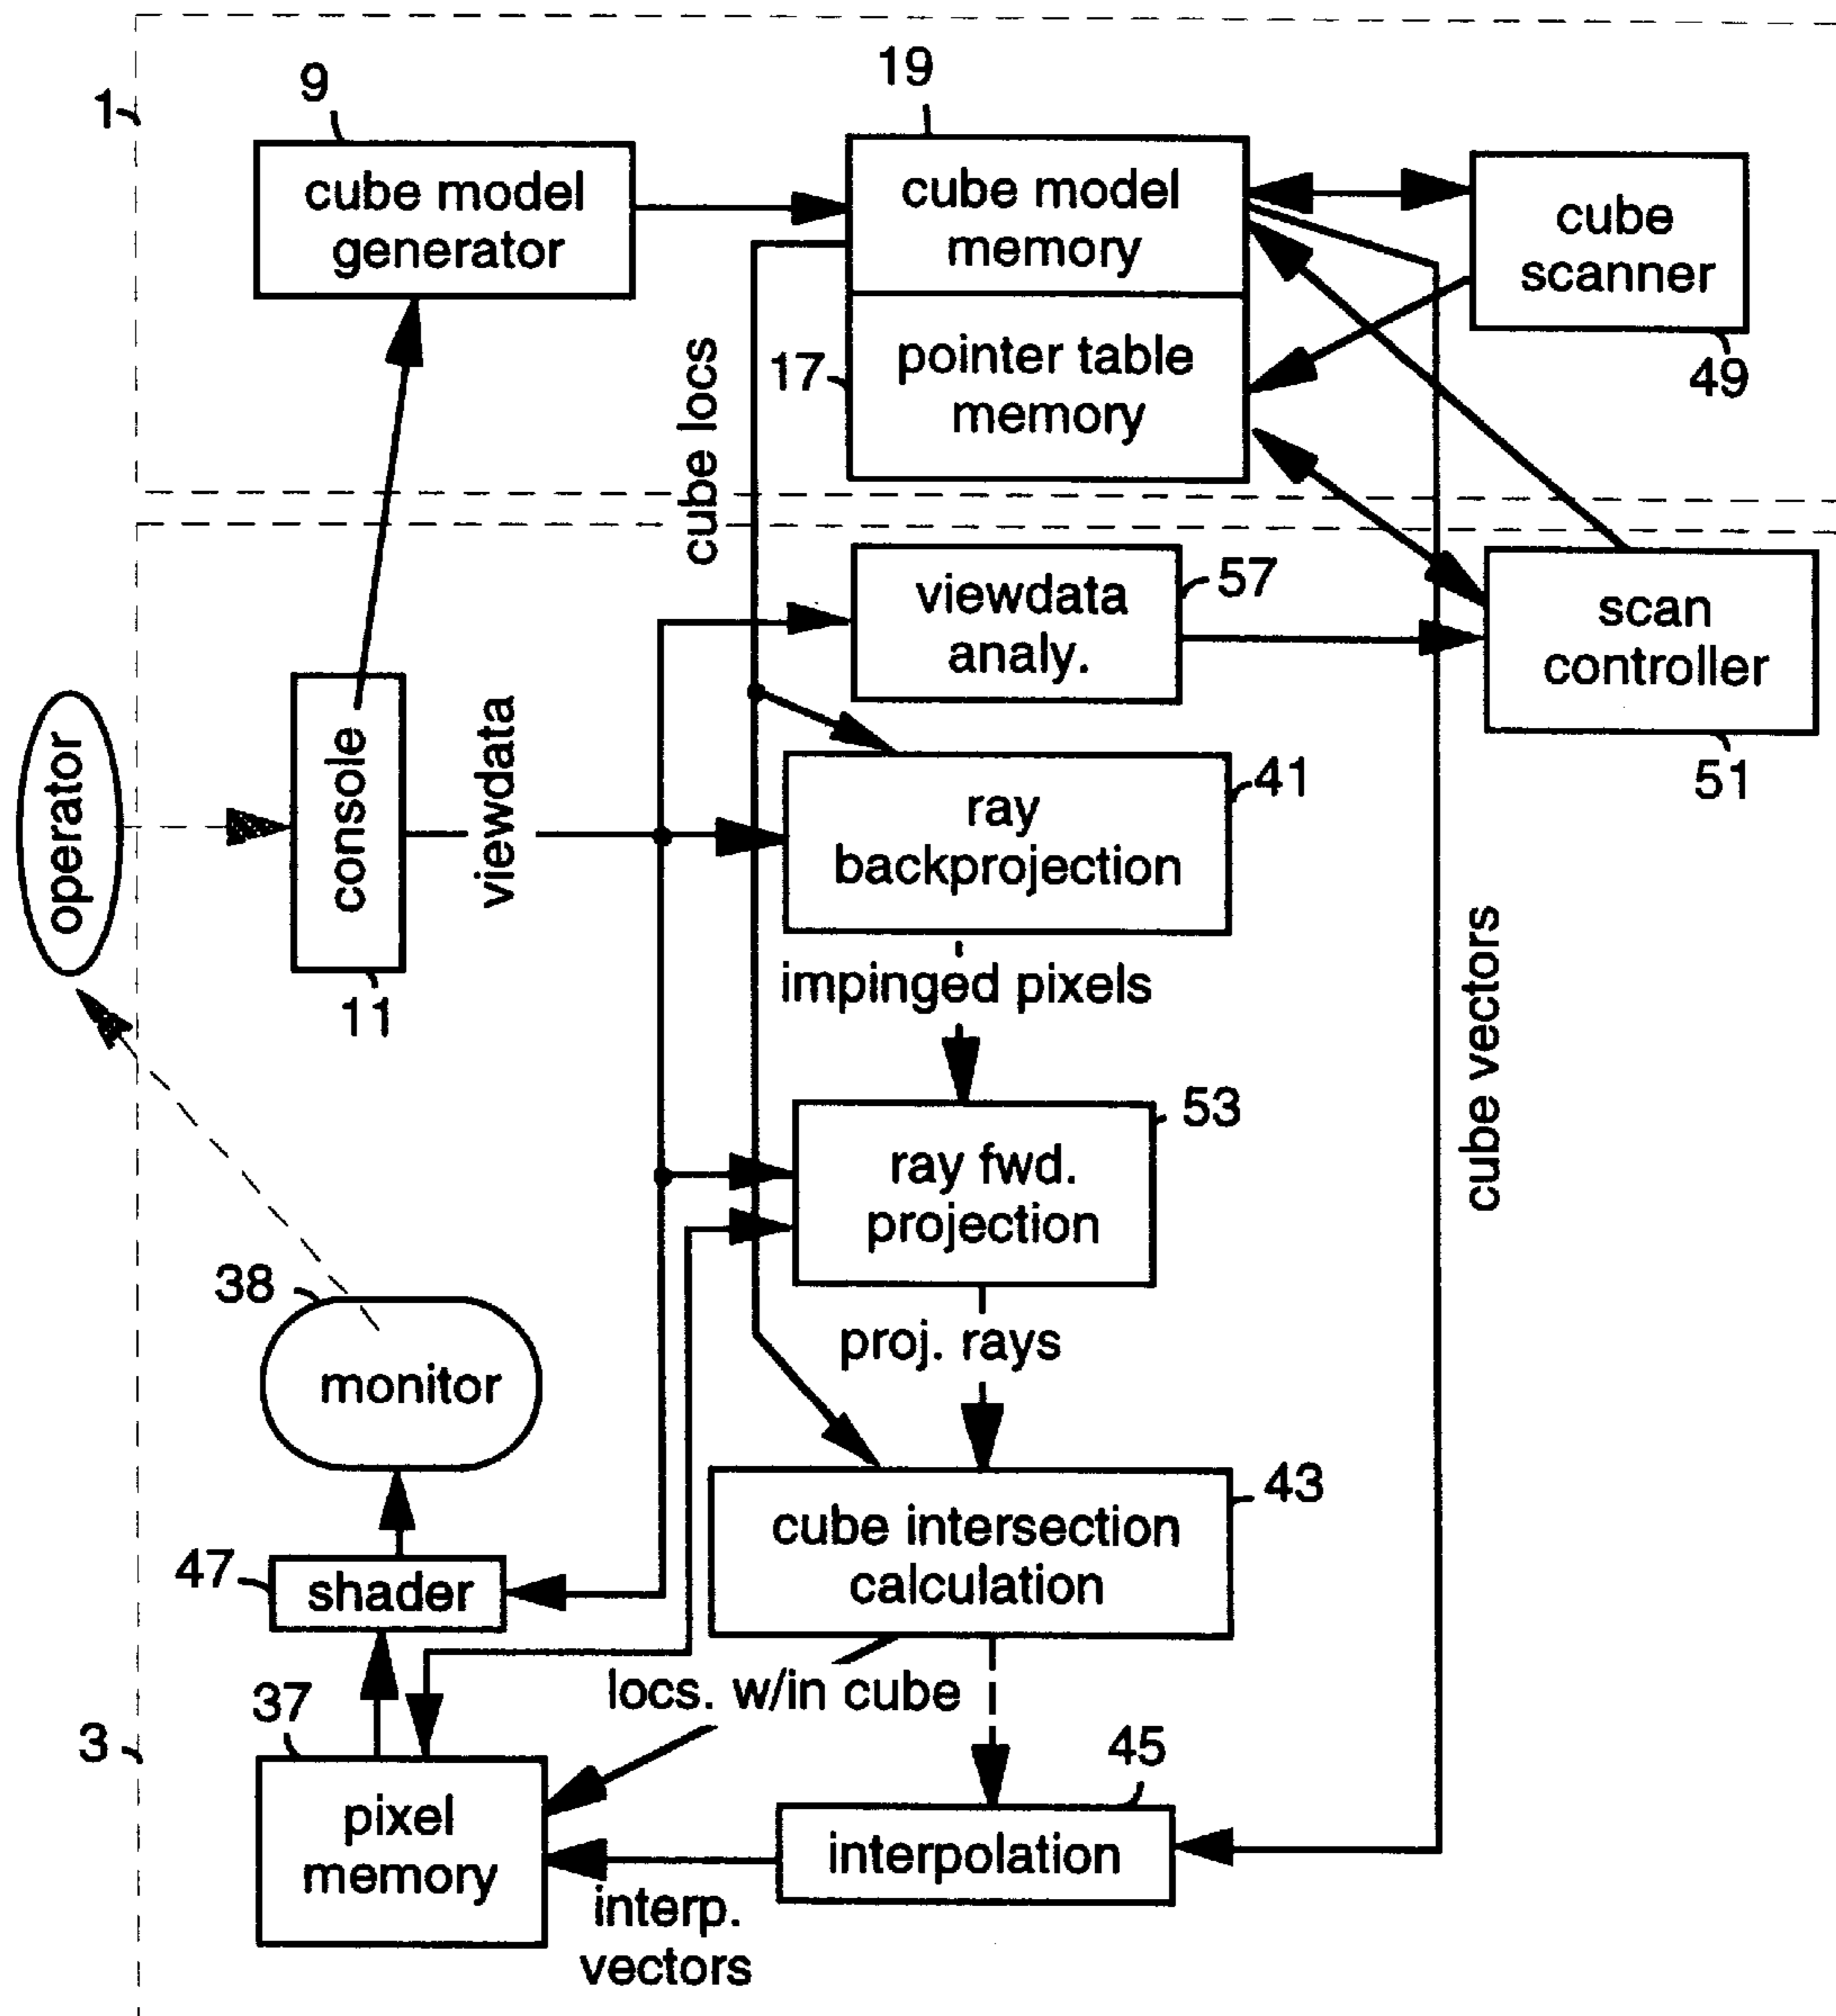 1
9
cube model
generator
19
cube model
memory
cube
scanner
49
17
pointer table
memory
cube locs
viewdata
analy.
57
scan
controller
51
operator
console
11
viewdata
ray
backprojection
41
impinged pixels
cube vectors
ray fwd.
projection
53
proj. rays
38
monitor
cube intersection
calculation
43
47
shader
locs. w/in cube
3
37
pixel
memory
45
interpolation
interp.
vectors